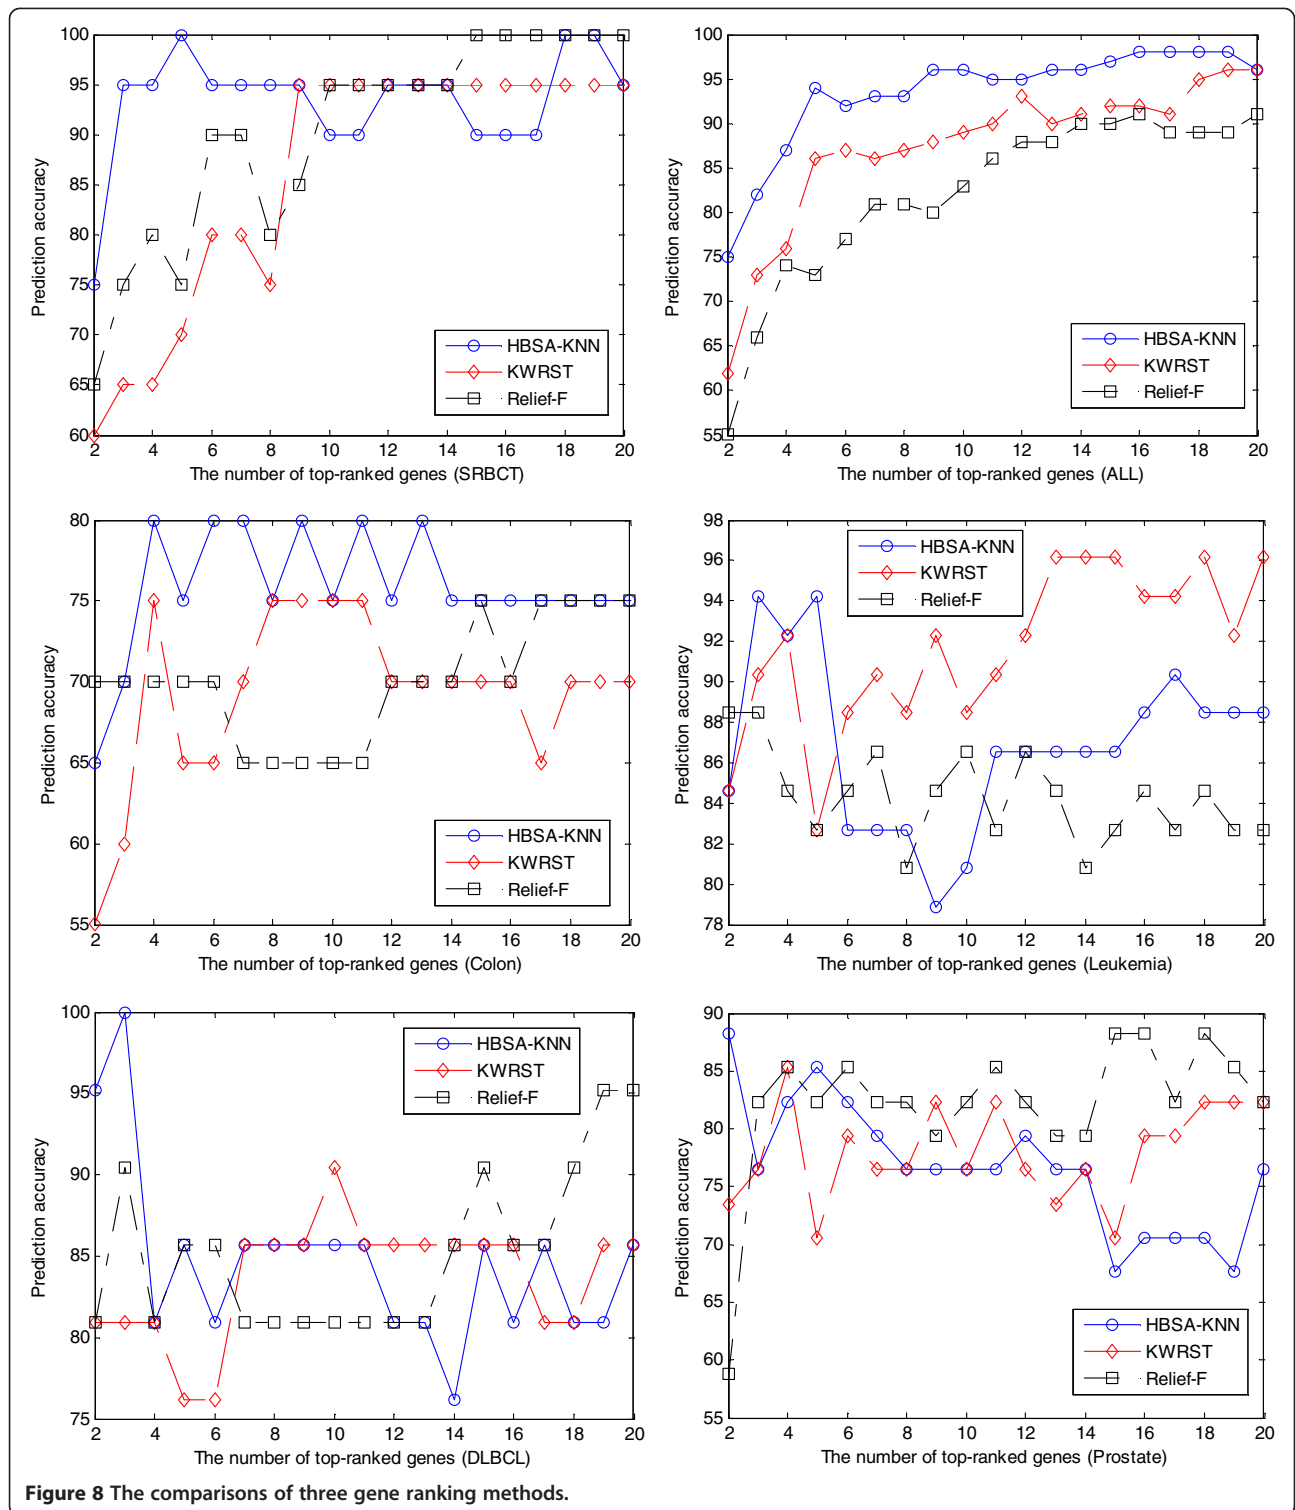 100
95
90
85
80
75
70
65
60
Prediction accuracy
HBSA-KNN
KWRST
Relief-F
2 4 6 8 10 12 14 16 18 20
The number of top-ranked genes (SRBCT)
100
95
90
85
80
75
70
65
60
55
Prediction accuracy
HBSA-KNN
KWRST
Relief-F
2 4 6 8 10 12 14 16 18 20
The number of top-ranked genes (ALL)
80
75
70
65
60
55
Prediction accuracy
HBSA-KNN
KWRST
Relief-F
2 4 6 8 10 12 14 16 18 20
The number of top-ranked genes (Colon)
98
96
94
92
90
88
86
84
82
80
78
Prediction accuracy
HBSA-KNN
KWRST
Relief-F
2 4 6 8 10 12 14 16 18 20
The number of top-ranked genes (Leukemia)
100
95
90
85
80
75
Prediction accuracy
HBSA-KNN
KWRST
Relief-F
2 4 6 8 10 12 14 16 18 20
The number of top-ranked genes (DLBCL)
90
85
80
75
70
65
60
55
Prediction accuracy
HBSA-KNN
KWRST
Relief-F
2 4 6 8 10 12 14 16 18 20
The number of top-ranked genes (Prostate)
Figure 8 The comparisons of three gene ranking methods.